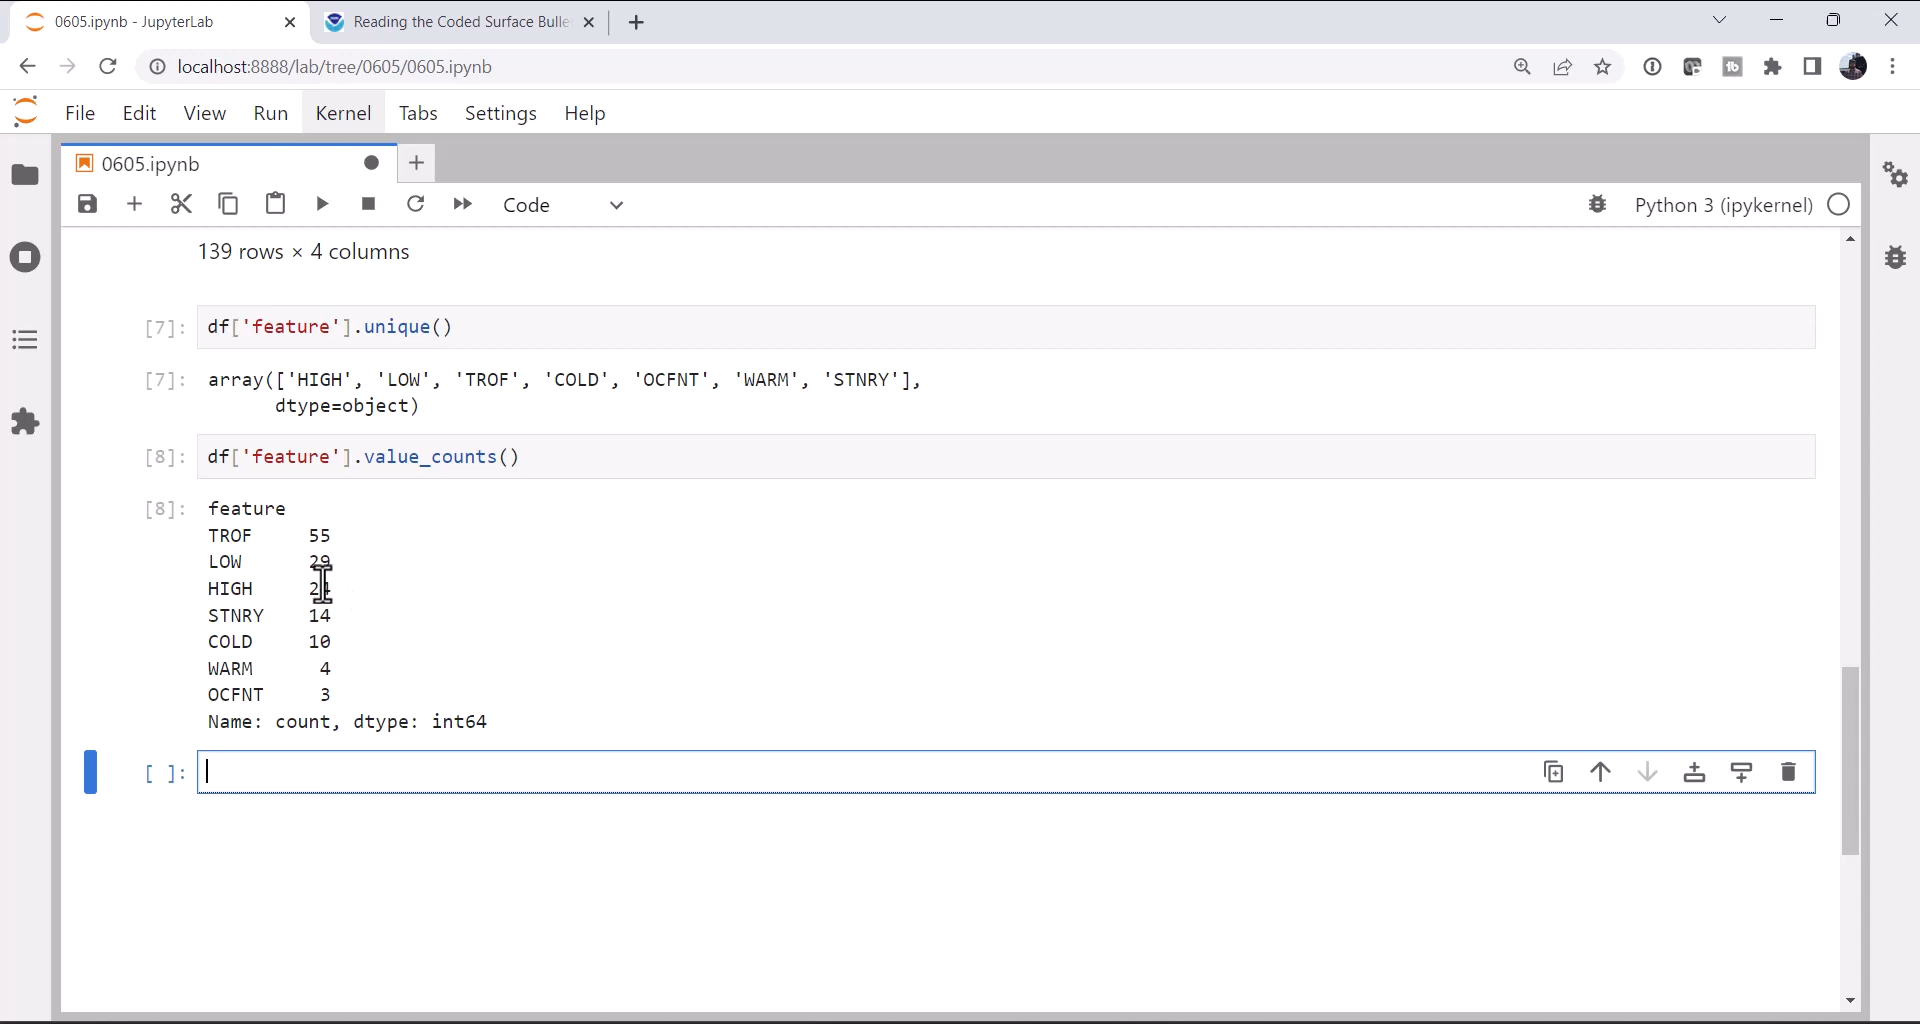 0605.ipynb - JupyterLab
Reading the Coded Surface Bulle
localhost:8888/lab/tree/0605/0605.ipynb
File Edit View Run Kernel Tabs Settings Help
0605.ipynb
Code
Python 3 (ipykernel)
139 rows × 4 columns
[7]: df['feature'].unique()
[7]: array(['HIGH', 'LOW', 'TROF', 'COLD', 'OCFNT', 'WARM', 'STNRY'],
dtype=object)
[8]: df['feature'].value_counts()
[8]: feature
TROF 55
LOW 29
HIGH 24
STNRY 14
COLD 10
WARM 4
OCFNT 3
Name: count, dtype: int64
[ ]: